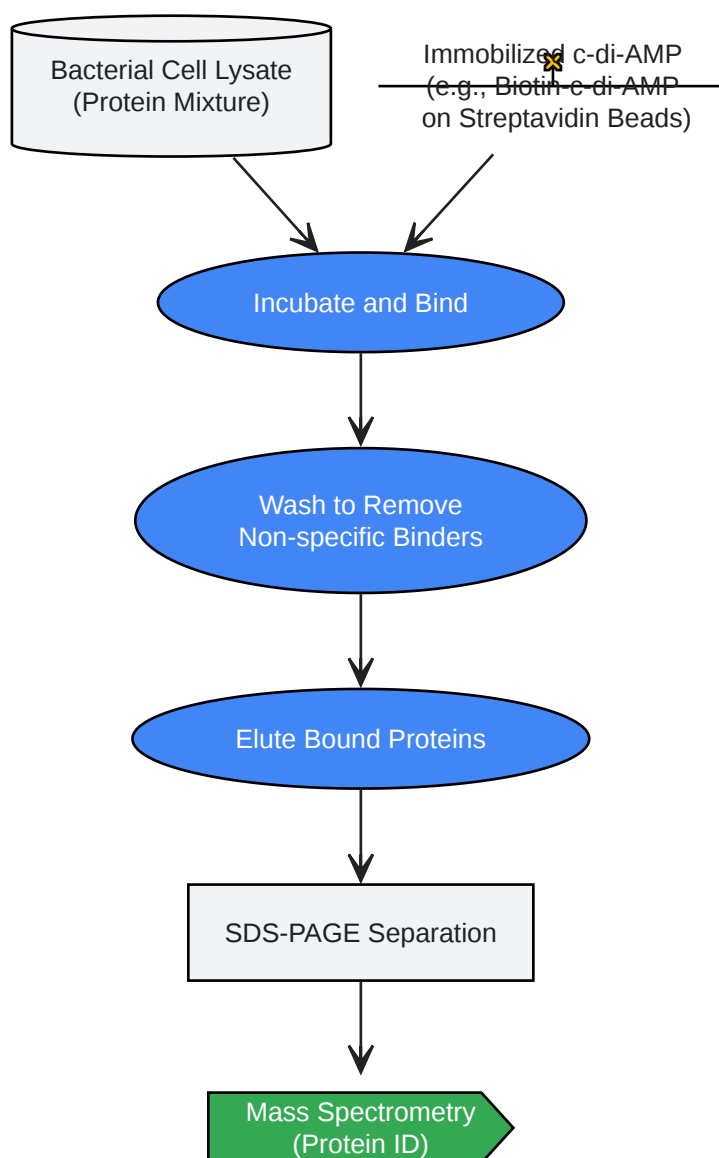 Bacterial Cell Lysate
(Protein Mixture)
Immobilized c-di-AMP
(e.g., Biotin-c-di-AMP
on Streptavidin Beads)
Incubate and Bind
Wash to Remove
Non-specific Binders
Elute Bound Proteins
SDS-PAGE Separation
Mass Spectrometry
(Protein ID)